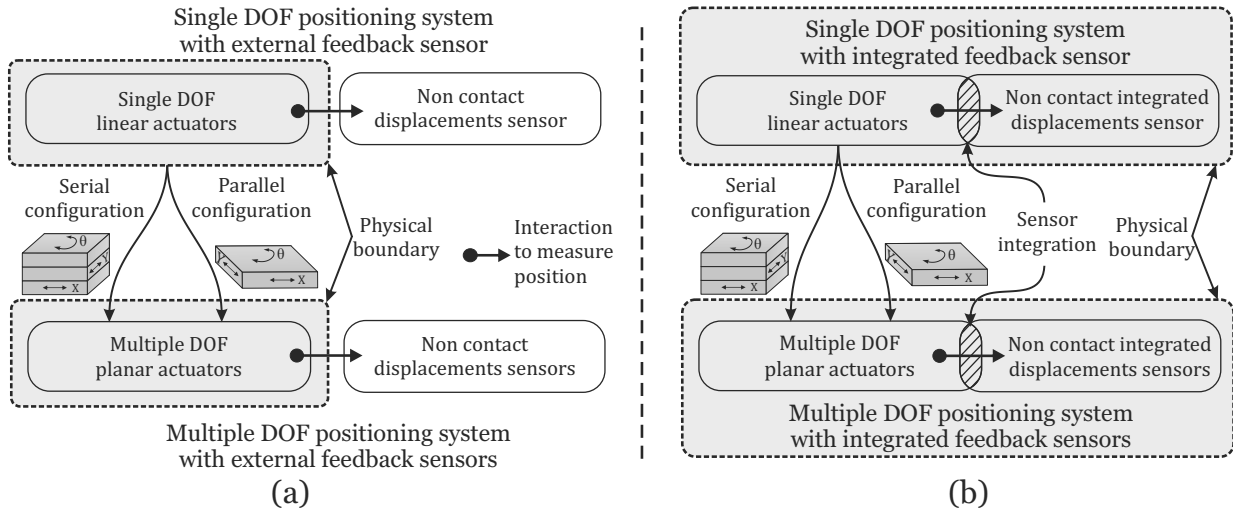 Single DOF positioning system
with external feedback sensor
Single DOF
linear actuators
Non contact
displacements sensor
Serial
configuration
Parallel
configuration
θ
Y
X
θ
Y
X
Physical
boundary
Interaction
to measure
position
Multiple DOF
planar actuators
Non contact
displacements sensors
Multiple DOF positioning system
with external feedback sensors
(a)
Single DOF positioning system
with integrated feedback sensor
Single DOF
linear actuators
Non contact integrated
displacements sensor
Serial
configuration
Parallel
configuration
θ
Y
X
θ
Y
X
Sensor
integration
Physical
boundary
Multiple DOF
planar actuators
Non contact integrated
displacements sensors
Multiple DOF positioning system
with integrated feedback sensors
(b)